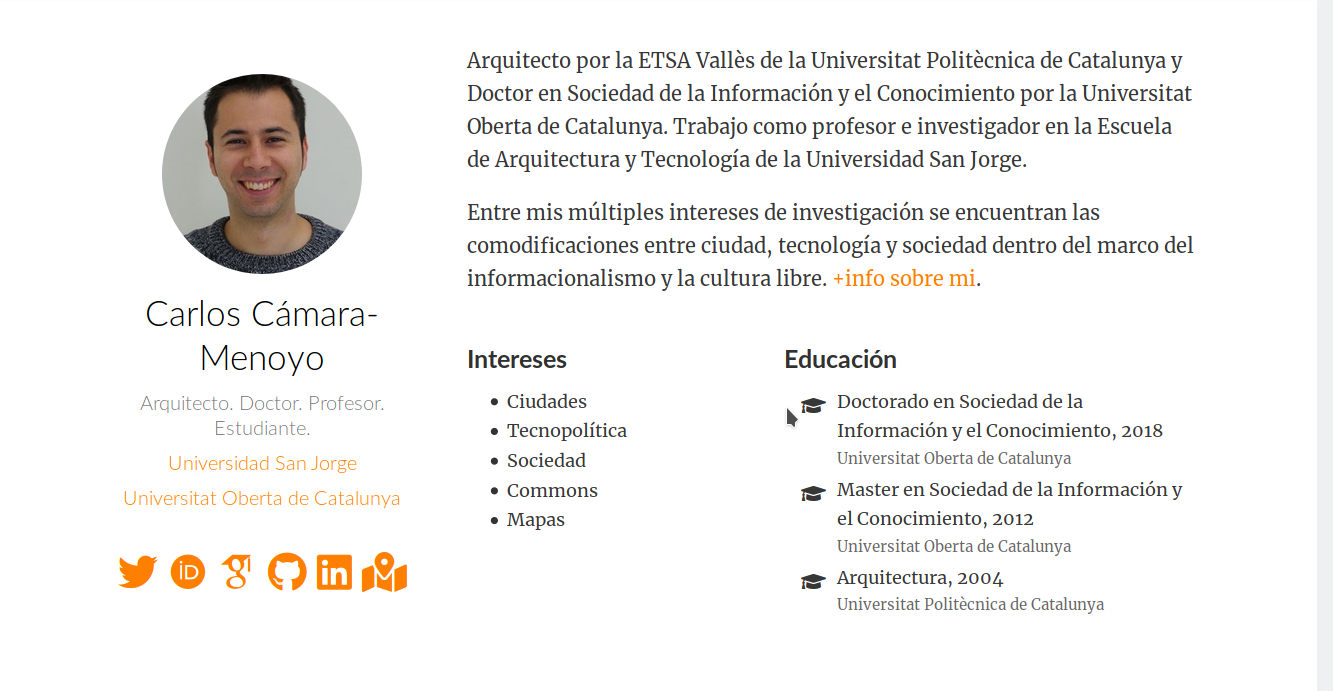 Arquitecto por la ETSA Vallès de la Universitat Politècnica de Catalunya y
Doctor en Sociedad de la Información y el Conocimiento por la Universitat
Oberta de Catalunya. Trabajo como profesor e investigador en la Escuela
de Arquitectura y Tecnología de la Universidad San Jorge.
Entre mis múltiples intereses de investigación se encuentran las
comodificaciones entre ciudad, tecnología y sociedad dentro del marco del
informacionalismo y la cultura libre. +info sobre mi.
Carlos Cámara-
Menoyo
Arquitecto. Doctor. Profesor.
Estudiante.
Universidad San Jorge
Universitat Oberta de Catalunya
iD
g
in
Intereses
Ciudades
Tecnopolítica
Sociedad
Commons
Mapas
Educación
Doctorado en Sociedad de la
Información y el Conocimiento, 2018
Universitat Oberta de Catalunya
Master en Sociedad de la Información y
el Conocimiento, 2012
Universitat Oberta de Catalunya
Arquitectura, 2004
Universitat Politècnica de Catalunya